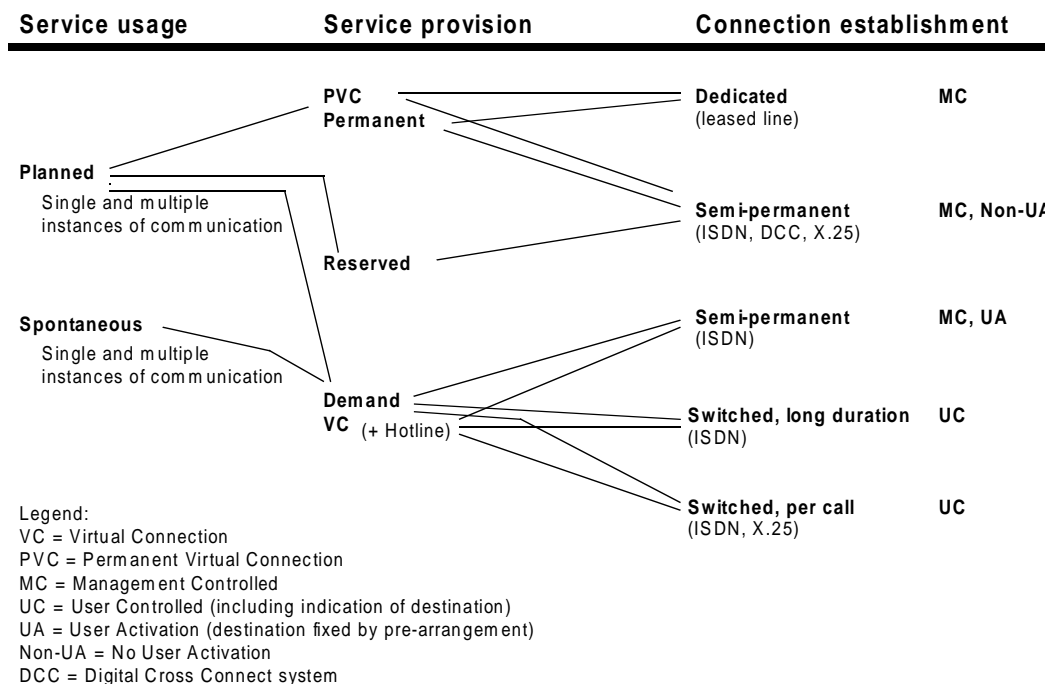 Service usage Service provision Connection establishment
PVC Dedicated MC
Permanent (leased line)
Planned
Single and multiple
instances of communication
Semi-permanent MC, Non-UA
(ISDN, DCC, X.25)
Reserved
Spontaneous
Single and multiple
instances of communication
Semi-permanent MC, UA
(ISDN)
Demand
VC (+ Hotline)
Switched, long duration UC
(ISDN)
Switched, per call UC
(ISDN, X.25)
Legend:
VC = Virtual Connection
PVC = Permanent Virtual Connection
MC = Management Controlled
UC = User Controlled (including indication of destination)
UA = User Activation (destination fixed by pre-arrangement)
Non-UA = No User Activation
DCC = Digital Cross Connect system